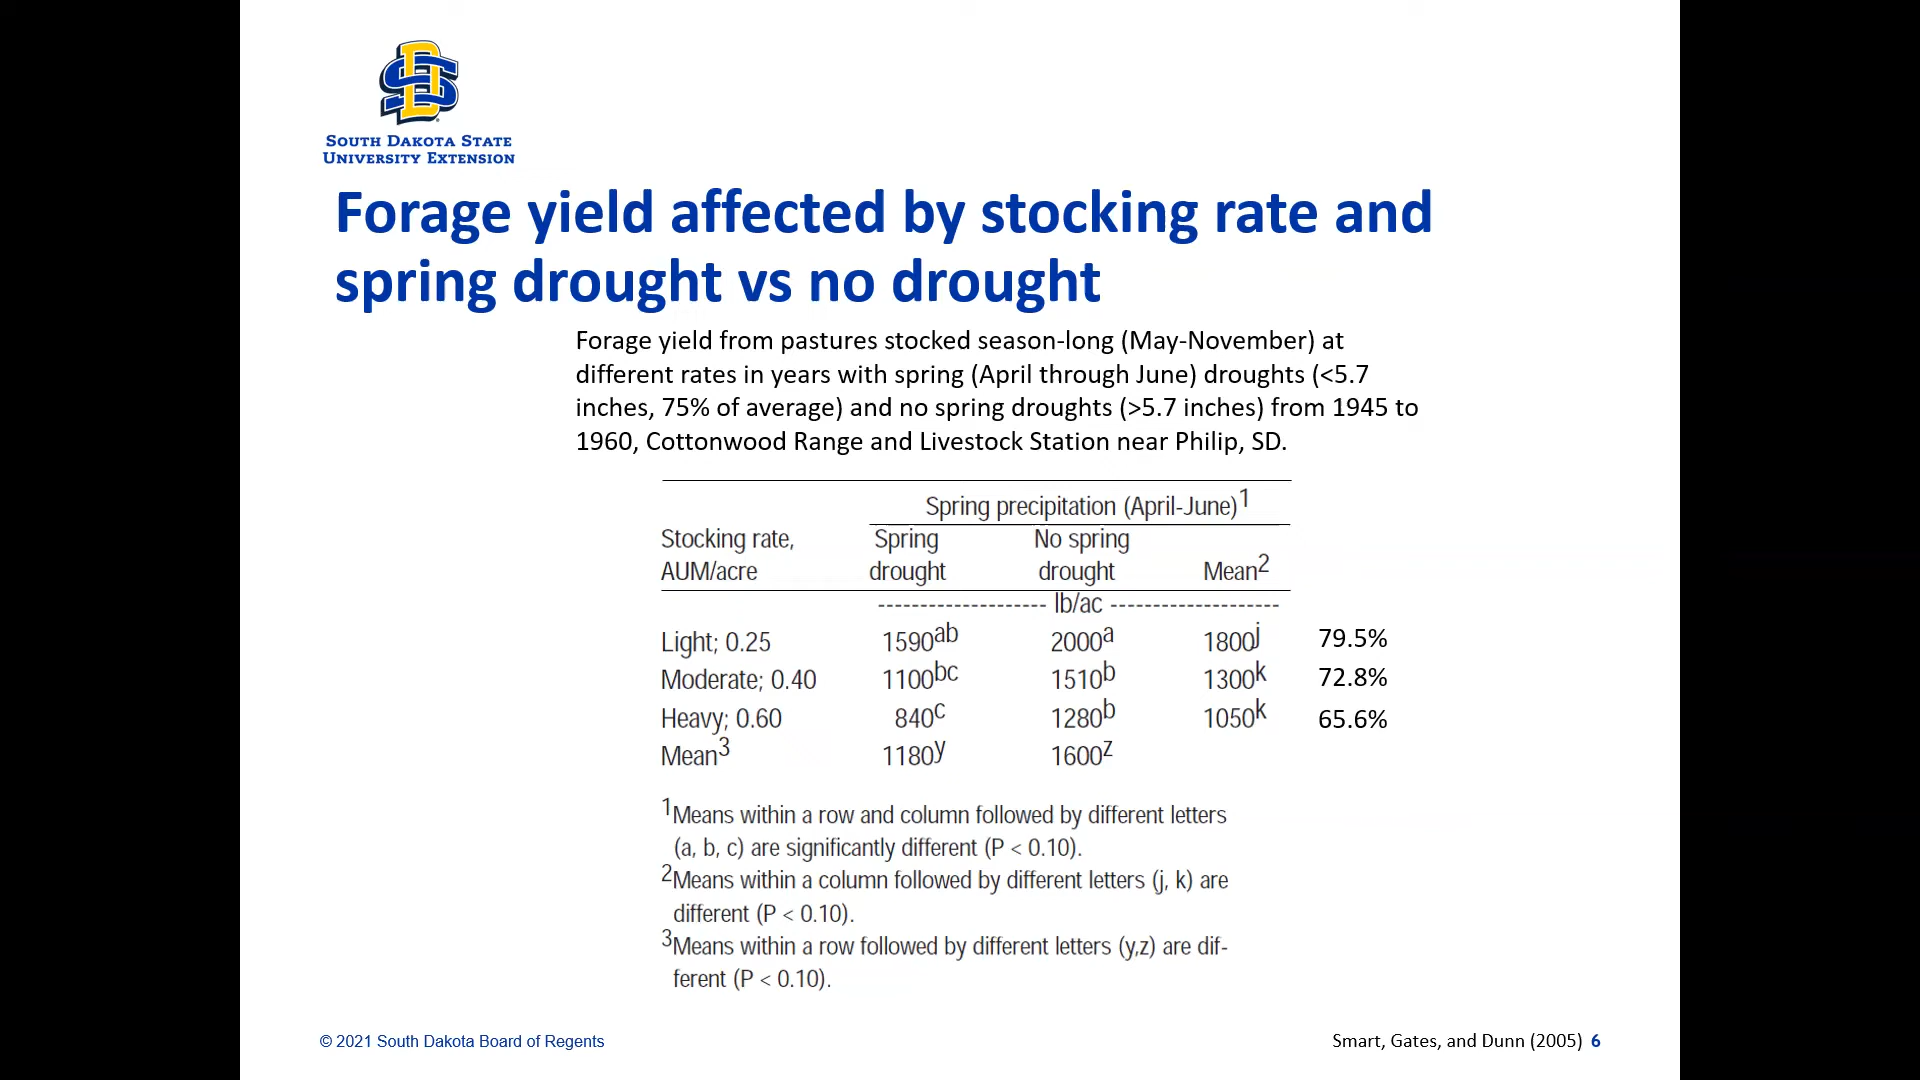 SOUTH DAKOTA STATE
UNIVERSITY EXTENSION
Forage yield affected by stocking rate and
spring drought vs no drought
Forage yield from pastures stocked season-long (May-November) at
different rates in years with spring (April through June) droughts (<5.7
inches, 75% of average) and no spring droughts (>5.7 inches) from 1945 to
1960, Cottonwood Range and Livestock Station near Philip, SD.
Spring precipitation (April-June)1
Stocking rate, Spring No spring
AUM/acre drought drought Mean2
-------------------- lb/ac --------------------
Light; 0.25 1590ab 2000a 1800j 79.5%
Moderate; 0.40 1100bc 1510b 1300k 72.8%
Heavy; 0.60 840c 1280b 1050k 65.6%
Mean3 1180y 1600z
1Means within a row and column followed by different letters
(a, b, c) are significantly different (P < 0.10).
2Means within a column followed by different letters (j, k) are
different (P < 0.10).
3Means within a row followed by different letters (y,z) are dif-
ferent (P < 0.10).
© 2021 South Dakota Board of Regents
Smart, Gates, and Dunn (2005) 6